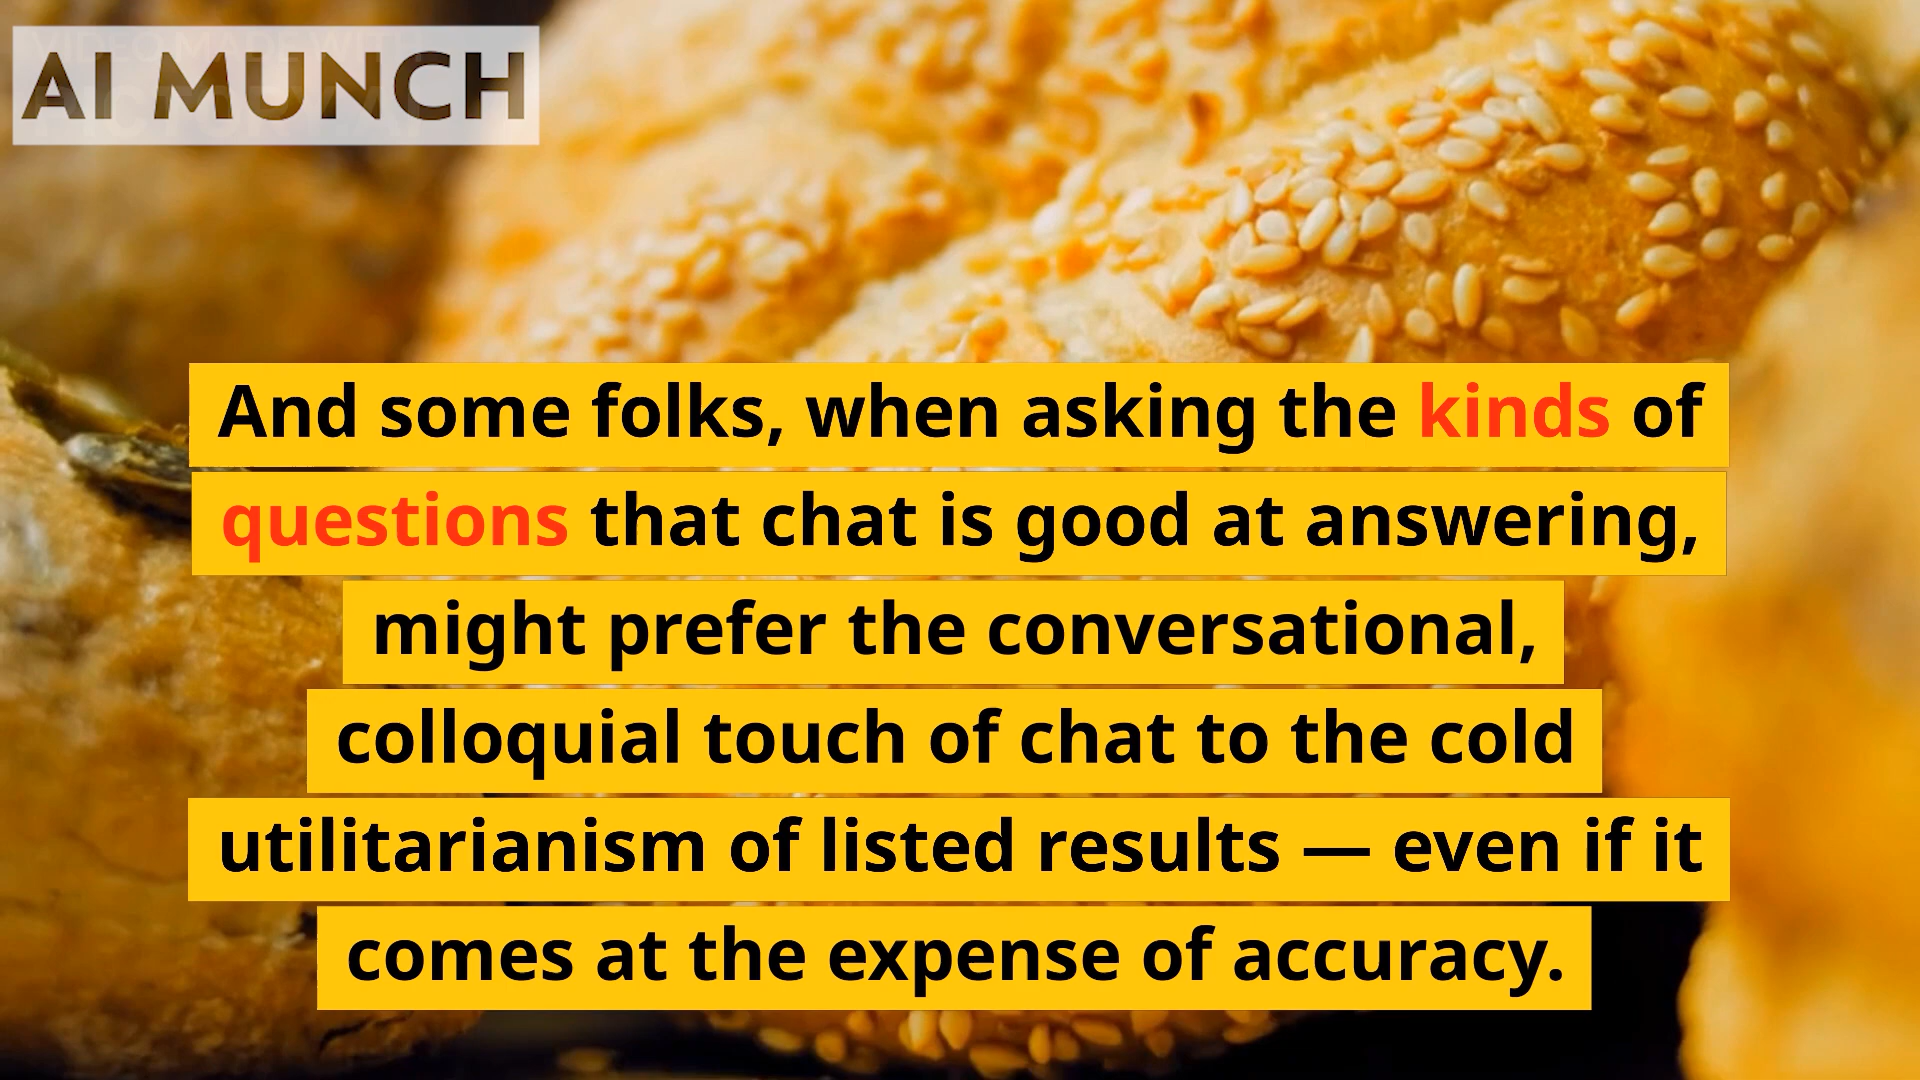 AI MUNCH
And some folks, when asking the kinds of
questions that chat is good at answering,
might prefer the conversational,
colloquial touch of chat to the cold
utilitarianism of listed results — even if it
comes at the expense of accuracy.